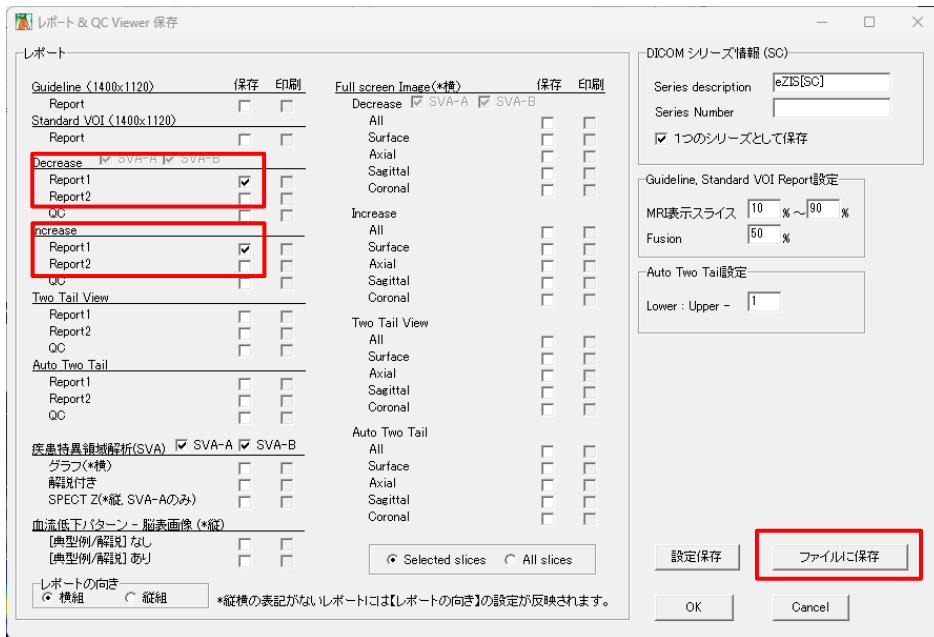 レポート & QC Viewer 保存
レポート
Guideline (1400x1120) 保存 印刷
Report
Standard VOI (1400x1120)
Report
Decrease SVA-A SVA-B
Report1
Report2
QC
Increase
Report1
Report2
QC
Two Tail View
Report1
Report2
QC
Auto Two Tail
Report1
Report2
QC
疾患特異領域解析(SVA) SVA-A SVA-B
グラフ(*横)
解説付き
SPECT Z(*縦, SVA-Aのみ)
血流低下パターン - 脳表画像 (*縦)
[典型例/解説] なし
[典型例/解説] あり
レポートの向き
横組 縦組
Full screen Image(*横) 保存 印刷
Decrease SVA-A SVA-B
All
Surface
Axial
Sagittal
Coronal
Increase
All
Surface
Axial
Sagittal
Coronal
Two Tail View
All
Surface
Axial
Sagittal
Coronal
Auto Two Tail
All
Surface
Axial
Sagittal
Coronal
Selected slices All slices
*縦横の表記がないレポートには【レポートの向き】の設定が反映されます。
DICOM シリーズ情報 (SC)
Series description eZIS[SC]
Series Number
1つのシリーズとして保存
Guideline, Standard VOI Report設定
MRI表示スライス 10 % ～ 90 %
Fusion 50 %
Auto Two Tail設定
Lower : Upper - 1
設定保存 ファイルに保存
OK Cancel